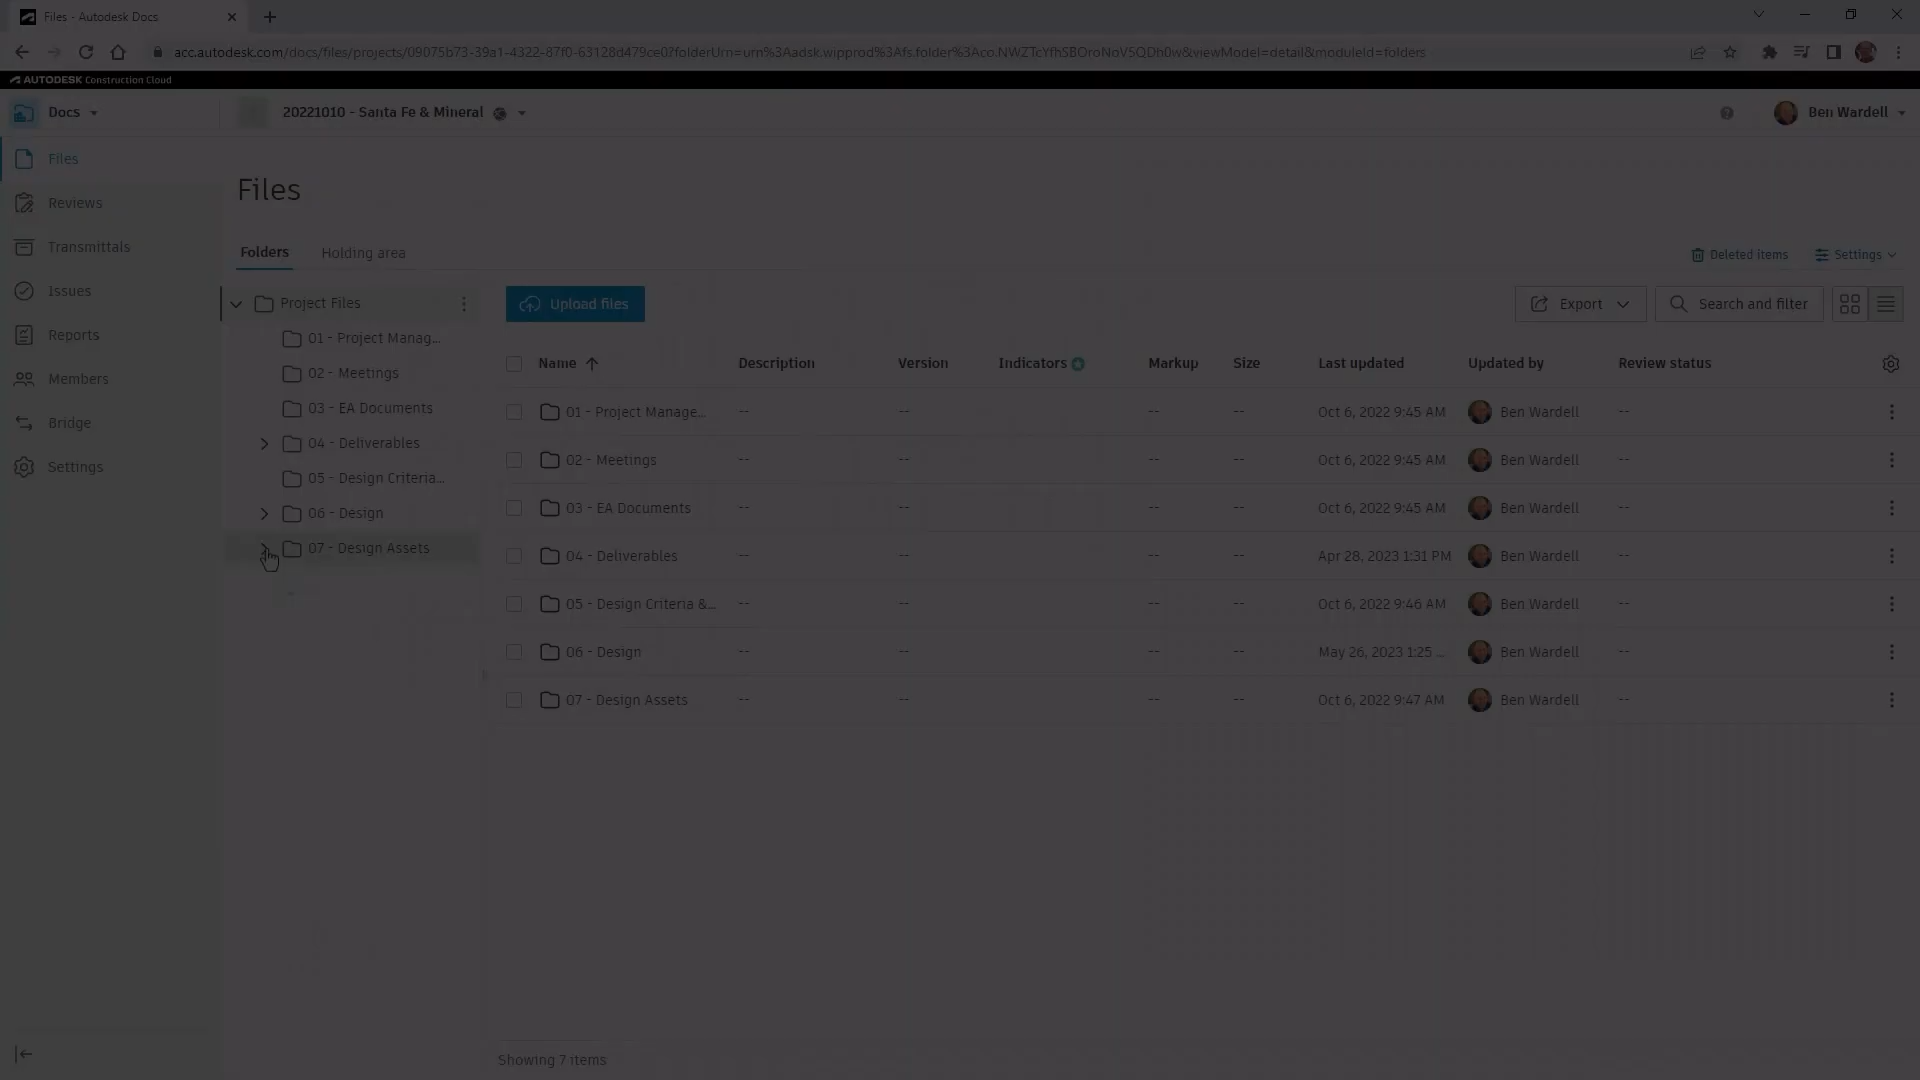 Files - Autodesk Docs
acc.autodesk.com/docs/files/projects/09075b73-39a1-4322-87f0-63128d479ce0?folderUrn=urn%3Aadsk.wipprod%3Afs.folder%3Aco.NWZTcYfhSBOroNoV5QDb0w&viewModel=detail&moduleId=folders
AUTODESK Construction Cloud
Docs
20221010 - Santa Fe & Mineral
Ben Wardell
Files
Reviews
Transmittals
Issues
Reports
Members
Bridge
Settings
Files
Folders Holding area
Deleted items Settings
Project Files
01 - Project Manag...
02 - Meetings
03 - EA Documents
04 - Deliverables
05 - Design Criteria...
06 - Design
07 - Design Assets
Upload files
Export Search and filter
Name Description Version Indicators Markup Size Last updated Updated by Review status
01 - Project Manage... -- -- -- -- Oct 6, 2022 9:45 AM Ben Wardell --
02 - Meetings -- -- -- -- Oct 6, 2022 9:45 AM Ben Wardell --
03 - EA Documents -- -- -- -- Oct 6, 2022 9:45 AM Ben Wardell --
04 - Deliverables -- -- -- -- Apr 28, 2023 1:31 PM Ben Wardell --
05 - Design Criteria &... -- -- -- -- Oct 6, 2022 9:46 AM Ben Wardell --
06 - Design -- -- -- -- May 26, 2023 1:25 ... Ben Wardell --
07 - Design Assets -- -- -- -- Oct 6, 2022 9:47 AM Ben Wardell --
Showing 7 items